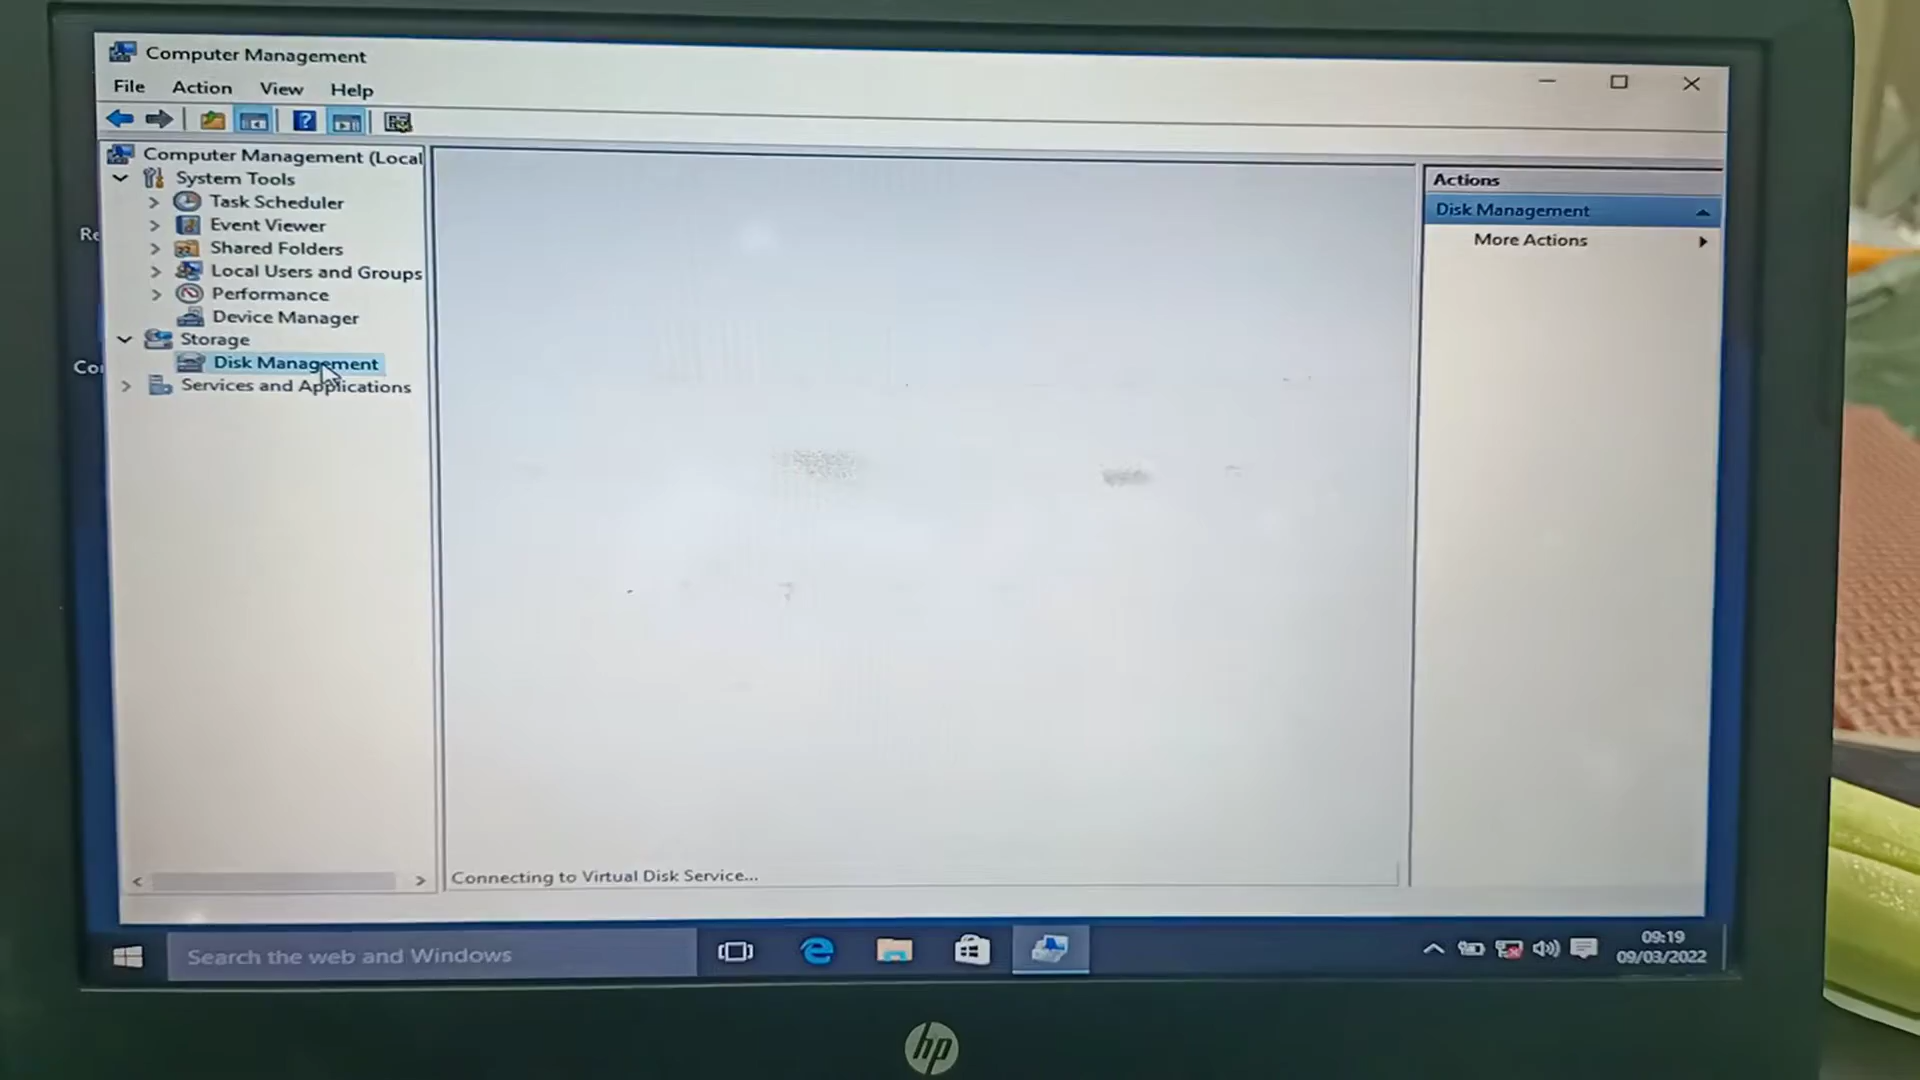 Computer Management
File Action View Help
Computer Management (Local
System Tools
Task Scheduler
Event Viewer
Shared Folders
Local Users and Groups
Performance
Device Manager
Storage
Disk Management
Services and Applications
Actions
Disk Management
More Actions
Re
Co
Connecting to Virtual Disk Service...
Search the web and Windows
09:19
09/03/2022
hp